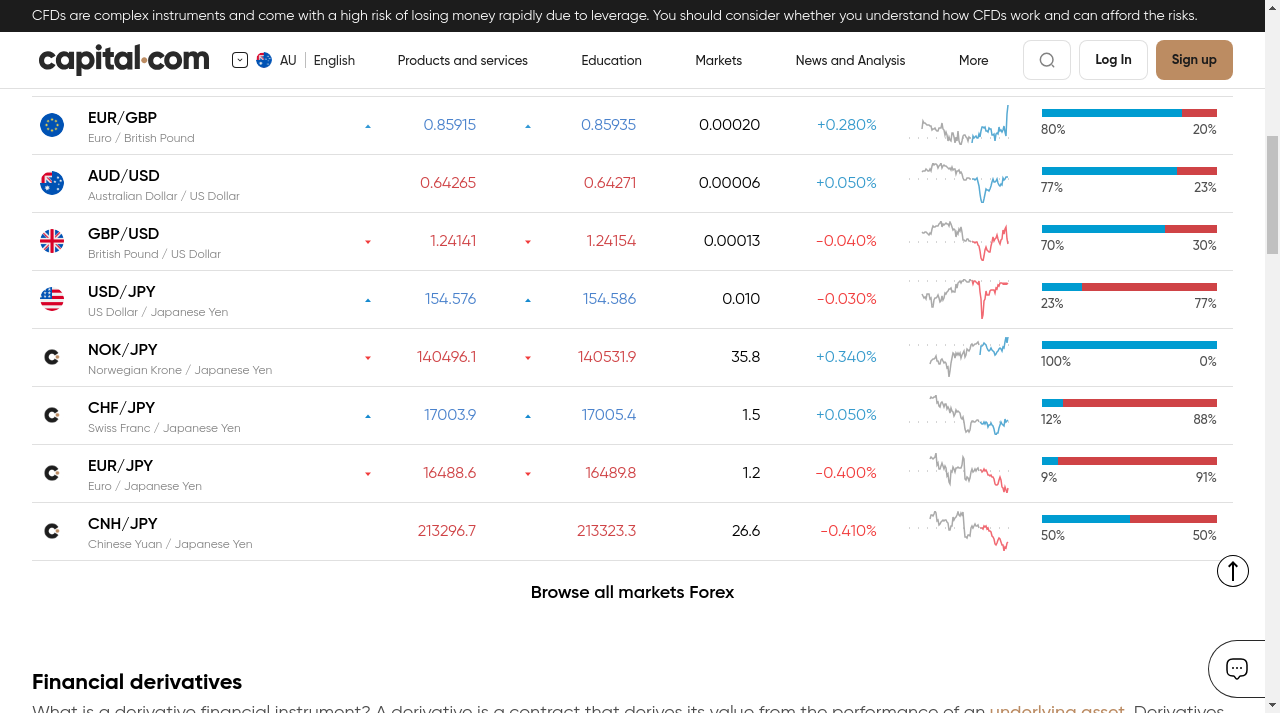 CFDs are complex instruments and come with a high risk of losing money rapidly due to leverage. You should consider whether you understand how CFDs work and can afford the risks.
capital.com AU English Products and services Education Markets News and Analysis More Log In Sign up
EUR/GBP 0.85915 0.85935 0.00020 +0.280%
Euro / British Pound 80% 20%
AUD/USD 0.64265 0.64271 0.00006 +0.050%
Australian Dollar / US Dollar 77% 23%
GBP/USD 1.24141 1.24154 0.00013 -0.040%
British Pound / US Dollar 70% 30%
USD/JPY 154.576 154.586 0.010 -0.030%
US Dollar / Japanese Yen 23% 77%
NOK/JPY 140496.1 140531.9 35.8 +0.340%
Norwegian Krone / Japanese Yen 100% 0%
CHF/JPY 17003.9 17005.4 1.5 +0.050%
Swiss Franc / Japanese Yen 12% 88%
EUR/JPY 16488.6 16489.8 1.2 -0.400%
Euro / Japanese Yen 9% 91%
CNH/JPY 213296.7 213323.3 26.6 -0.410%
Chinese Yuan / Japanese Yen 50% 50%
Browse all markets Forex
Financial derivatives
What is a derivative financial instrument? A derivative is a contract that derives its value from the performance of an underlying asset. Derivatives